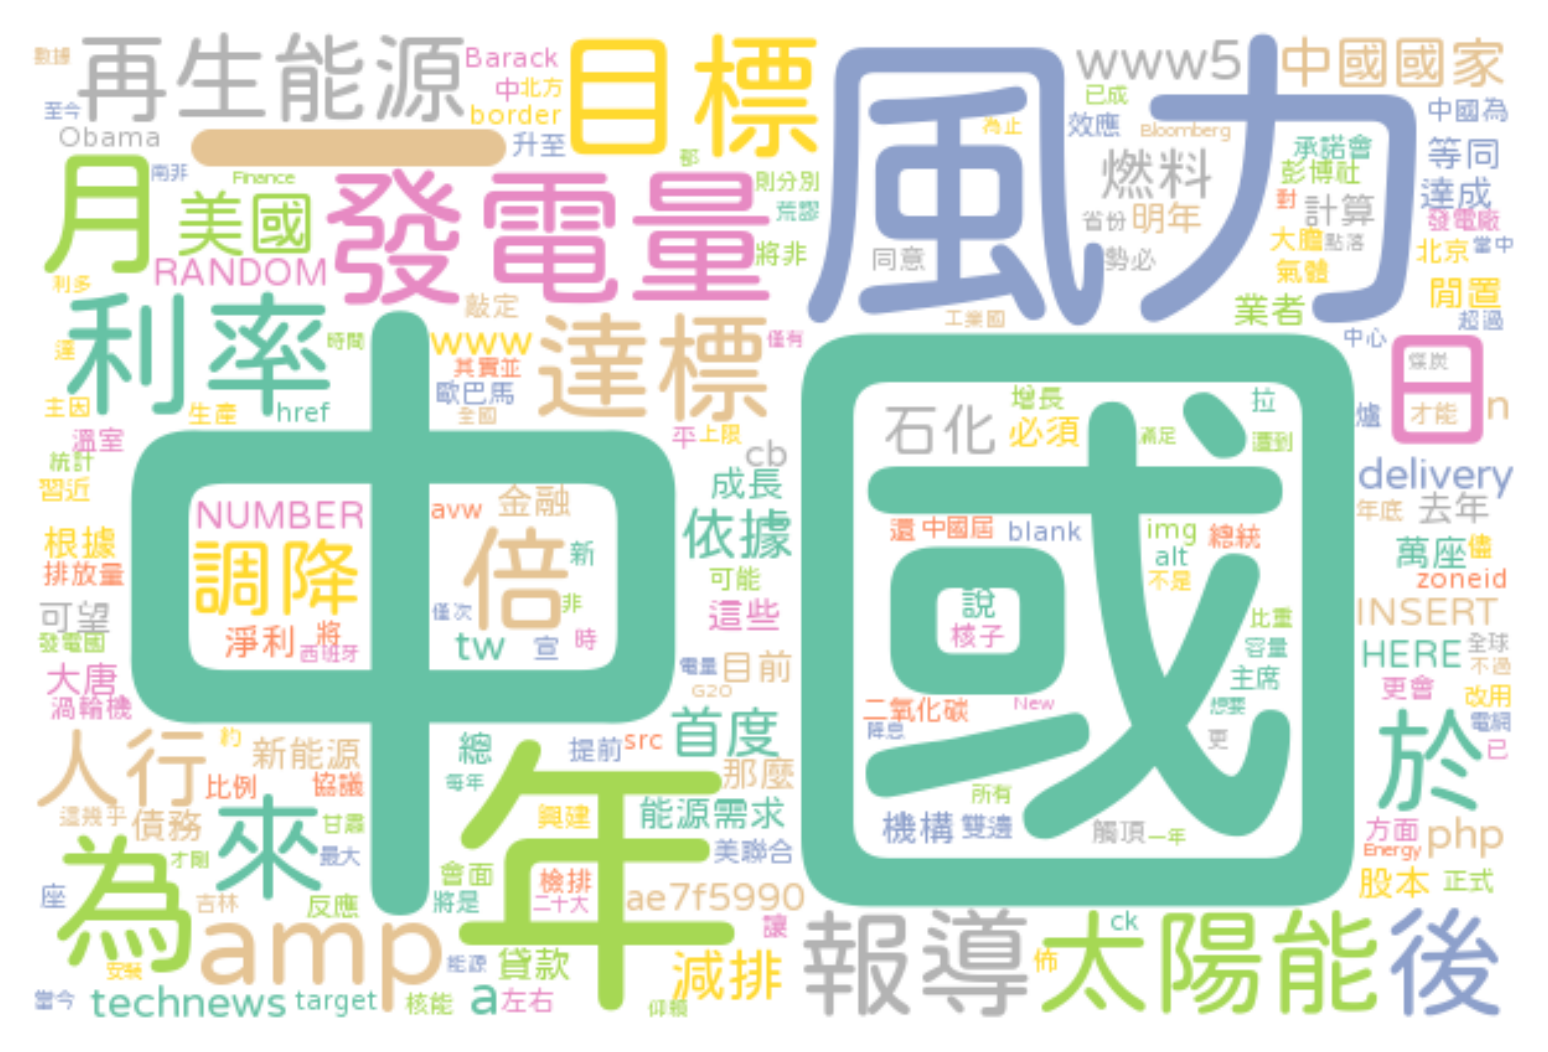 數據
再生能源
Barack
目標
風力
www5
中國國家
至今
中
北方
已成
中國為
Obama
border
一
升至
為止
效應
Bloomberg
承諾會
等同
月
南非
Finance
都
則分別
燃料
彭博社
達成
美國
發電量
荒謬
省份
明年
對
計算
發電廠
RANDOM
將非
同意
勢必
大膽
點落
北京
當中
利多
氣體
閒置
利率
敲定
工業國
業者
超過
達
時間
www
達標
僅有
中心
日
煤炭
其實並
歐巴馬
主因
生產
href
全國
石化
增長
拉
爐
才能
n
溫室
平
上限
必須
滿足
遭到
統計
cb
中國
delivery
習近
成長
NUMBER
avw
金融
依據
還
中國屆
blank
img
總統
年底
去年
根據
調降
倍
新
alt
萬座
儘
排放量
可能
不是
zoneid
可望
僅次
非
這些
說
核子
比重
INSERT
發電國
淨利
將
西班牙
tw
宣
時
容量
HERE
全球
大唐
電量
目前
主席
不過
渦輪機
G20
二氧化碳
New
想要
更會
改用
人行
約
新能源
總
提前
src
首度
降息
更
於
電網
已
比例
協議
每年
那麼
所有
這幾乎
債務
來
甘肅
年
興建
能源需求
機構
雙邊
觸頂
一年
方面
php
為
才剛
最大
美聯合
Energy
座
吉林
反應
會面
將是
檢排
二十大
ae7f5990
股本
正式
amp
讓
報導
ck
太陽能
後
安裝
能源
貸款
減排
佈
當今
technews
target
核能
a
左右
仰賴